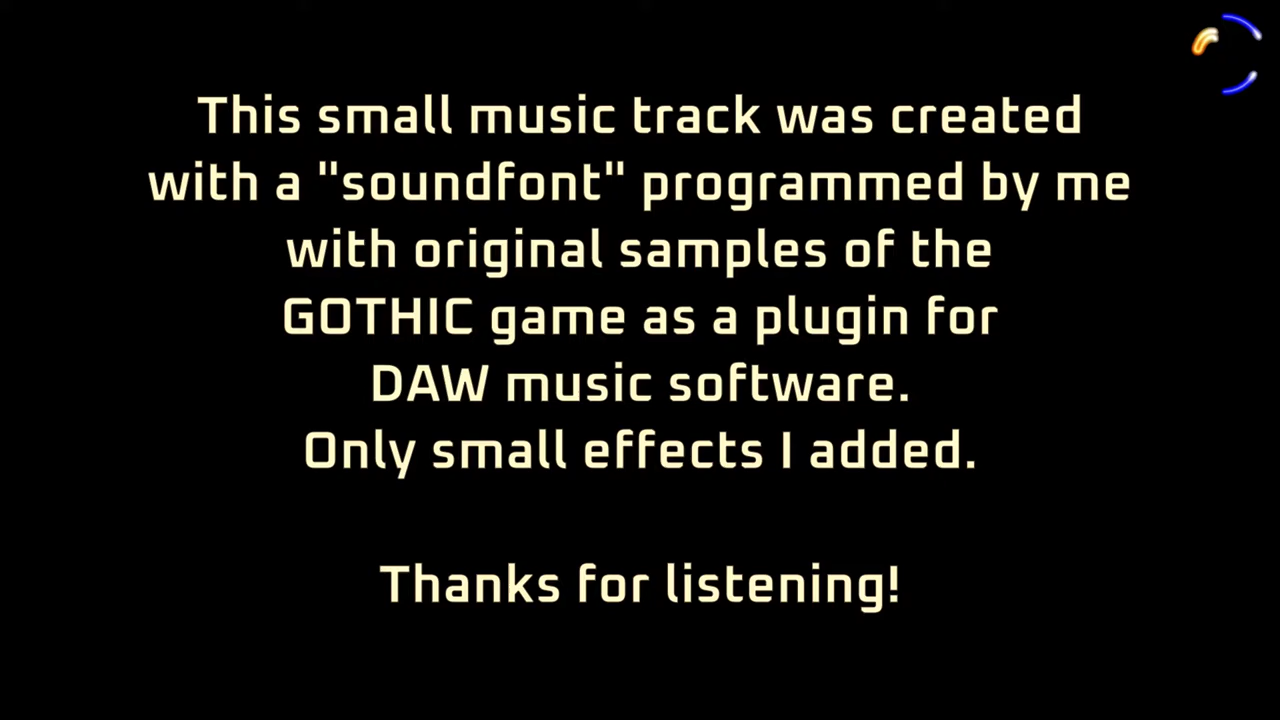 This small music track was created
with a "soundfont" programmed by me
with original samples of the
GOTHIC game as a plugin for
DAW music software.
Only small effects I added.
Thanks for listening!